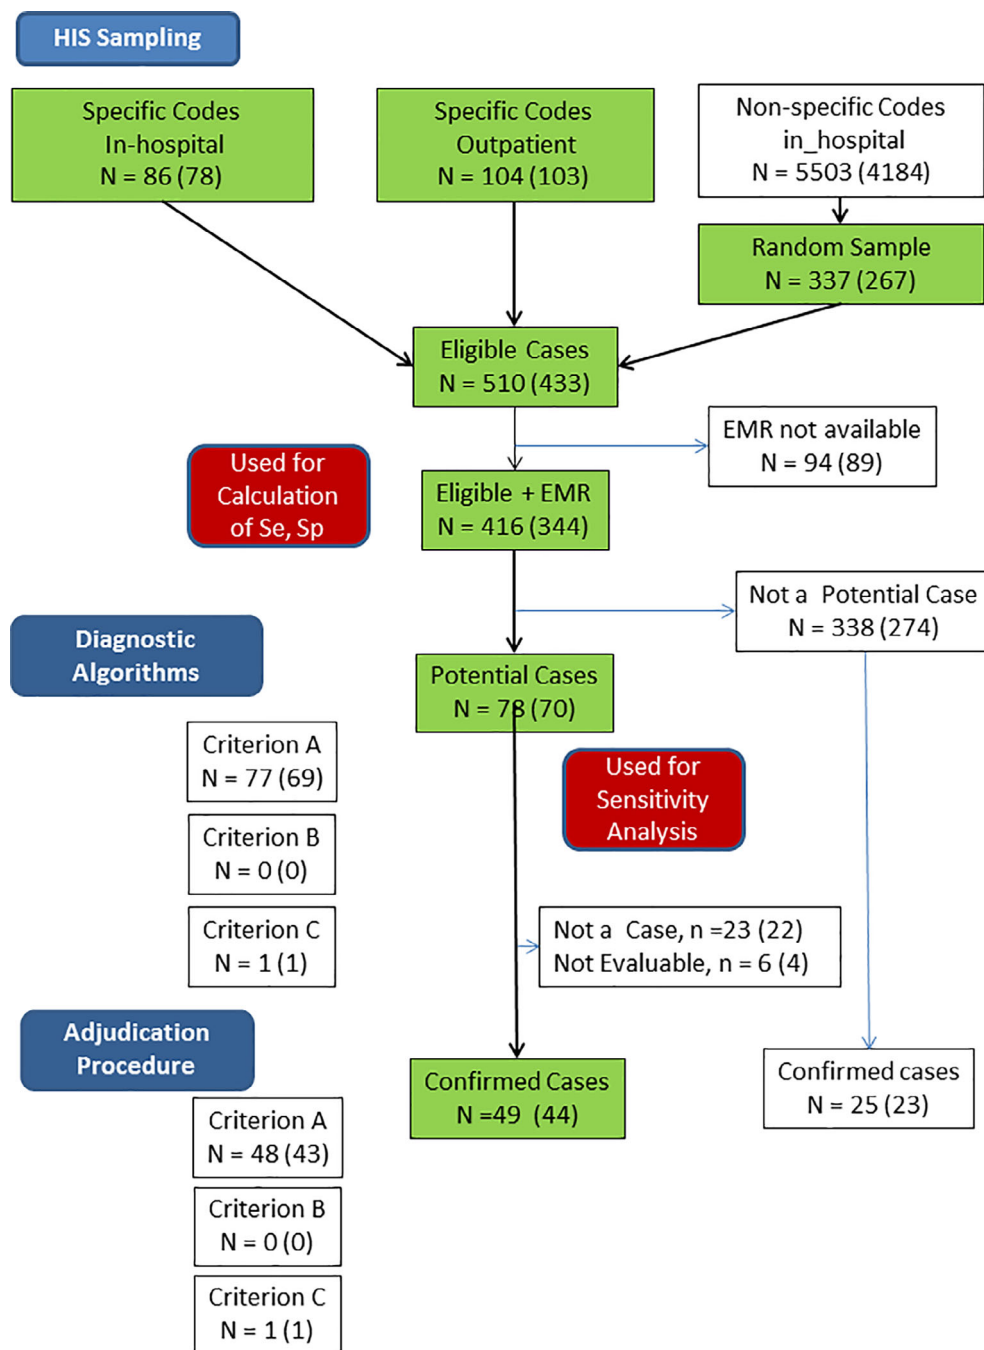 HIS Sampling
Specific Codes
In-hospital
N = 86 (78)
Specific Codes
Outpatient
N = 104 (103)
Non-specific Codes
in_hospital
N = 5503 (4184)
Random Sample
N = 337 (267)
Eligible Cases
N = 510 (433)
EMR not available
N = 94 (89)
Used for
Calculation
of Se, Sp
Eligible + EMR
N = 416 (344)
Not a Potential Case
N = 338 (274)
Diagnostic
Algorithms
Potential Cases
N = 78 (70)
Criterion A
N = 77 (69)
Used for
Sensitivity
Analysis
Criterion B
N = 0 (0)
Criterion C
N = 1 (1)
Not a Case, n =23 (22)
Not Evaluable, n = 6 (4)
Adjudication
Procedure
Confirmed Cases
N =49 (44)
Confirmed cases
N = 25 (23)
Criterion A
N = 48 (43)
Criterion B
N = 0 (0)
Criterion C
N = 1 (1)